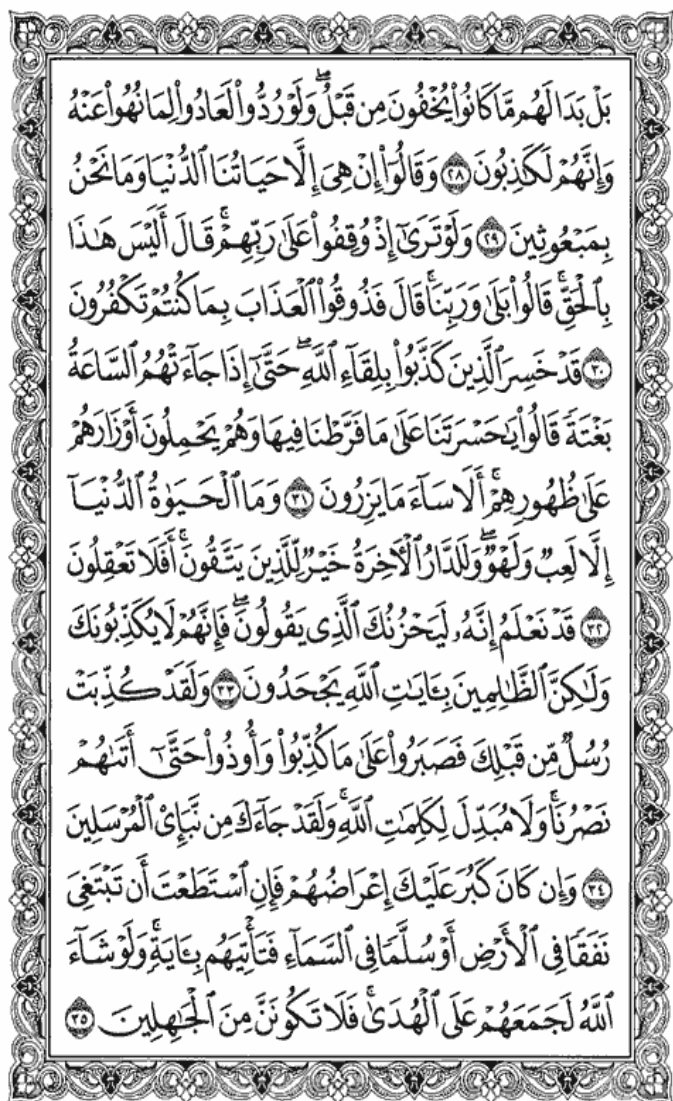 بَلْ بَدَا لَهُم مَّا كَانُوا۟ يُخْفُونَ مِن قَبْلُ ۖ وَلَوْ رُدُّوا۟ لَعَادُوا۟ لِمَا نُهُوا۟ عَنْهُ
وَإِنَّهُمْ لَكَـٰذِبُونَ ٢٨ وَقَالُوٓا۟ إِنْ هِىَ إِلَّا حَيَاتُنَا ٱلدُّنْيَا وَمَا نَحْنُ
بِمَبْعُوثِينَ ٢٩ وَلَوْ تَرَىٰٓ إِذْ وُقِفُوا۟ عَلَىٰ رَبِّهِمْ ۚ قَالَ أَلَيْسَ هَـٰذَا
بِٱلْحَقِّ ۚ قَالُوا۟ بَلَىٰ وَرَبِّنَا ۚ قَالَ فَذُوقُوا۟ ٱلْعَذَابَ بِمَا كُنتُمْ تَكْفُرُونَ
٣٠ قَدْ خَسِرَ ٱلَّذِينَ كَذَّبُوا۟ بِلِقَآءِ ٱللَّهِ ۖ حَتَّىٰٓ إِذَا جَآءَتْهُمُ ٱلسَّاعَةُ
بَغْتَةً قَالُوا۟ يَـٰحَسْرَتَنَا عَلَىٰ مَا فَرَّطْنَا فِيهَا وَهُمْ يَحْمِلُونَ أَوْزَارَهُمْ
عَلَىٰ ظُهُورِهِمْ ۚ أَلَا سَآءَ مَا يَزِرُونَ ٣١ وَمَا ٱلْحَيَوٰةُ ٱلدُّنْيَآ
إِلَّا لَعِبٌ وَلَهْوٌ ۖ وَلَلدَّارُ ٱلْـَٔاخِرَةُ خَيْرٌ لِّلَّذِينَ يَتَّقُونَ ۗ أَفَلَا تَعْقِلُونَ
٣٢ قَدْ نَعْلَمُ إِنَّهُۥ لَيَحْزُنُكَ ٱلَّذِى يَقُولُونَ ۖ فَإِنَّهُمْ لَا يُكَذِّبُونَكَ
وَلَـٰكِنَّ ٱلظَّـٰلِمِينَ بِـَٔايَـٰتِ ٱللَّهِ يَجْحَدُونَ ٣٣ وَلَقَدْ كُذِّبَتْ
رُسُلٌ مِّن قَبْلِكَ فَصَبَرُوا۟ عَلَىٰ مَا كُذِّبُوا۟ وَأُوذُوا۟ حَتَّىٰٓ أَتَىٰهُمْ
نَصْرُنَا ۚ وَلَا مُبَدِّلَ لِكَلِمَـٰتِ ٱللَّهِ ۚ وَلَقَدْ جَآءَكَ مِن نَّبَإِى۟ ٱلْمُرْسَلِينَ
٣٤ وَإِن كَانَ كَبُرَ عَلَيْكَ إِعْرَاضُهُمْ فَإِنِ ٱسْتَطَعْتَ أَن تَبْتَغِىَ
نَفَقًا فِى ٱلْأَرْضِ أَوْ سُلَّمًا فِى ٱلسَّمَآءِ فَتَأْتِيَهُم بِـَٔايَةٍ ۚ وَلَوْ شَآءَ
ٱللَّهُ لَجَمَعَهُمْ عَلَى ٱلْهُدَىٰ ۚ فَلَا تَكُونَنَّ مِنَ ٱلْجَـٰهِلِينَ ٣٥